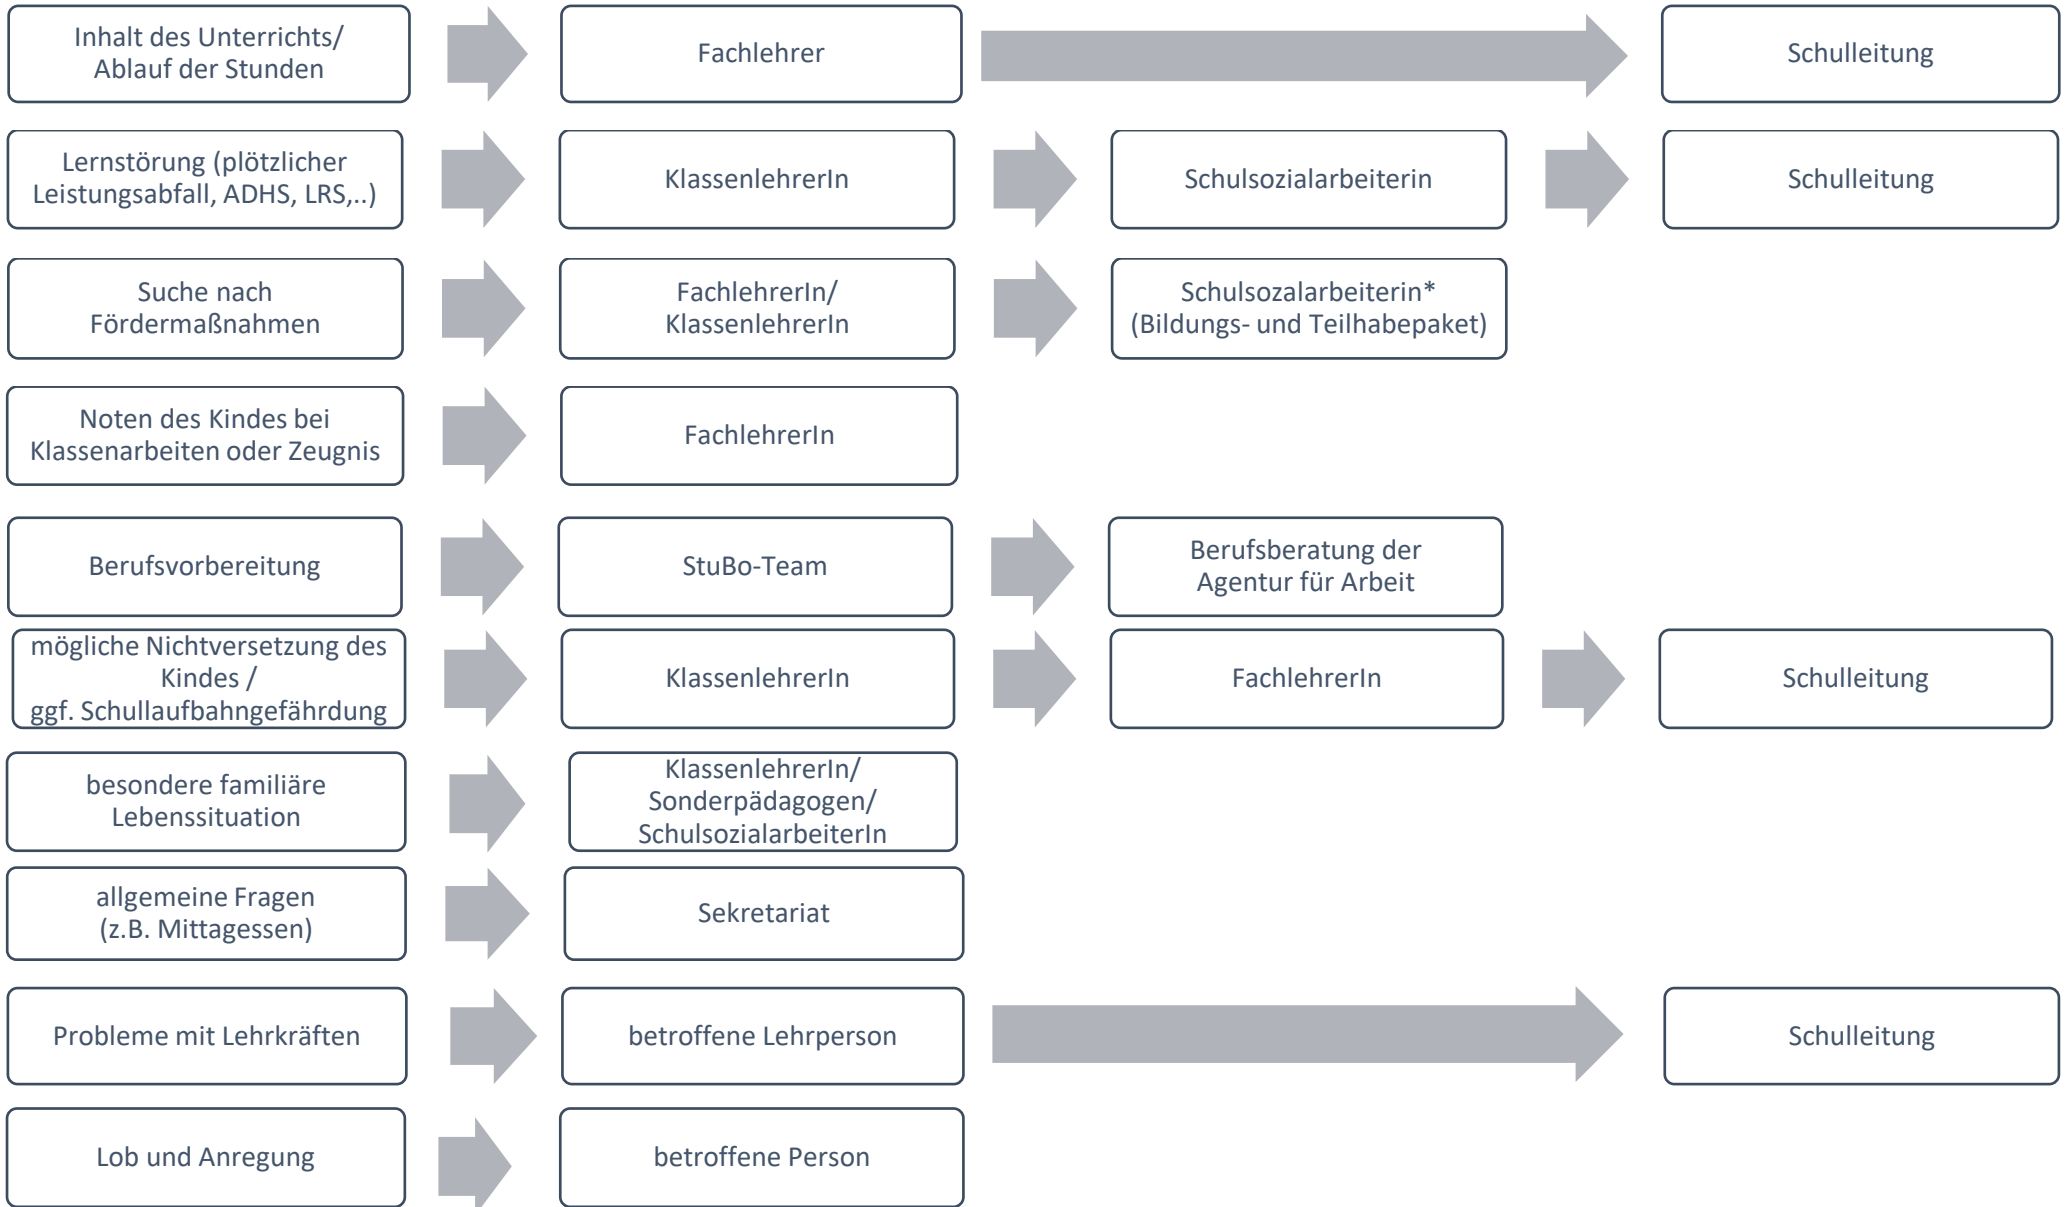 Inhalt des Unterrichts/
Ablauf der Stunden
Fachlehrer
Schulleitung
Lernstörung (plötzlicher
Leistungsabfall, ADHS, LRS,..)
KlassenlehrerIn
Schulsozialarbeiterin
Schulleitung
Suche nach
Fördermaßnahmen
FachlehrerIn/
KlassenlehrerIn
Schulsozalarbeiterin*
(Bildungs- und Teilhabepaket)
Noten des Kindes bei
Klassenarbeiten oder Zeugnis
FachlehrerIn
Berufsvorbereitung
StuBo-Team
Berufsberatung der
Agentur für Arbeit
mögliche Nichtversetzung des
Kindes /
ggf. Schullaufbahngefährdung
KlassenlehrerIn
FachlehrerIn
Schulleitung
besondere familiäre
Lebenssituation
KlassenlehrerIn/
Sonderpädagogen/
SchulsozialarbeiterIn
allgemeine Fragen
(z.B. Mittagessen)
Sekretariat
Probleme mit Lehrkräften
betroffene Lehrperson
Schulleitung
Lob und Anregung
betroffene Person